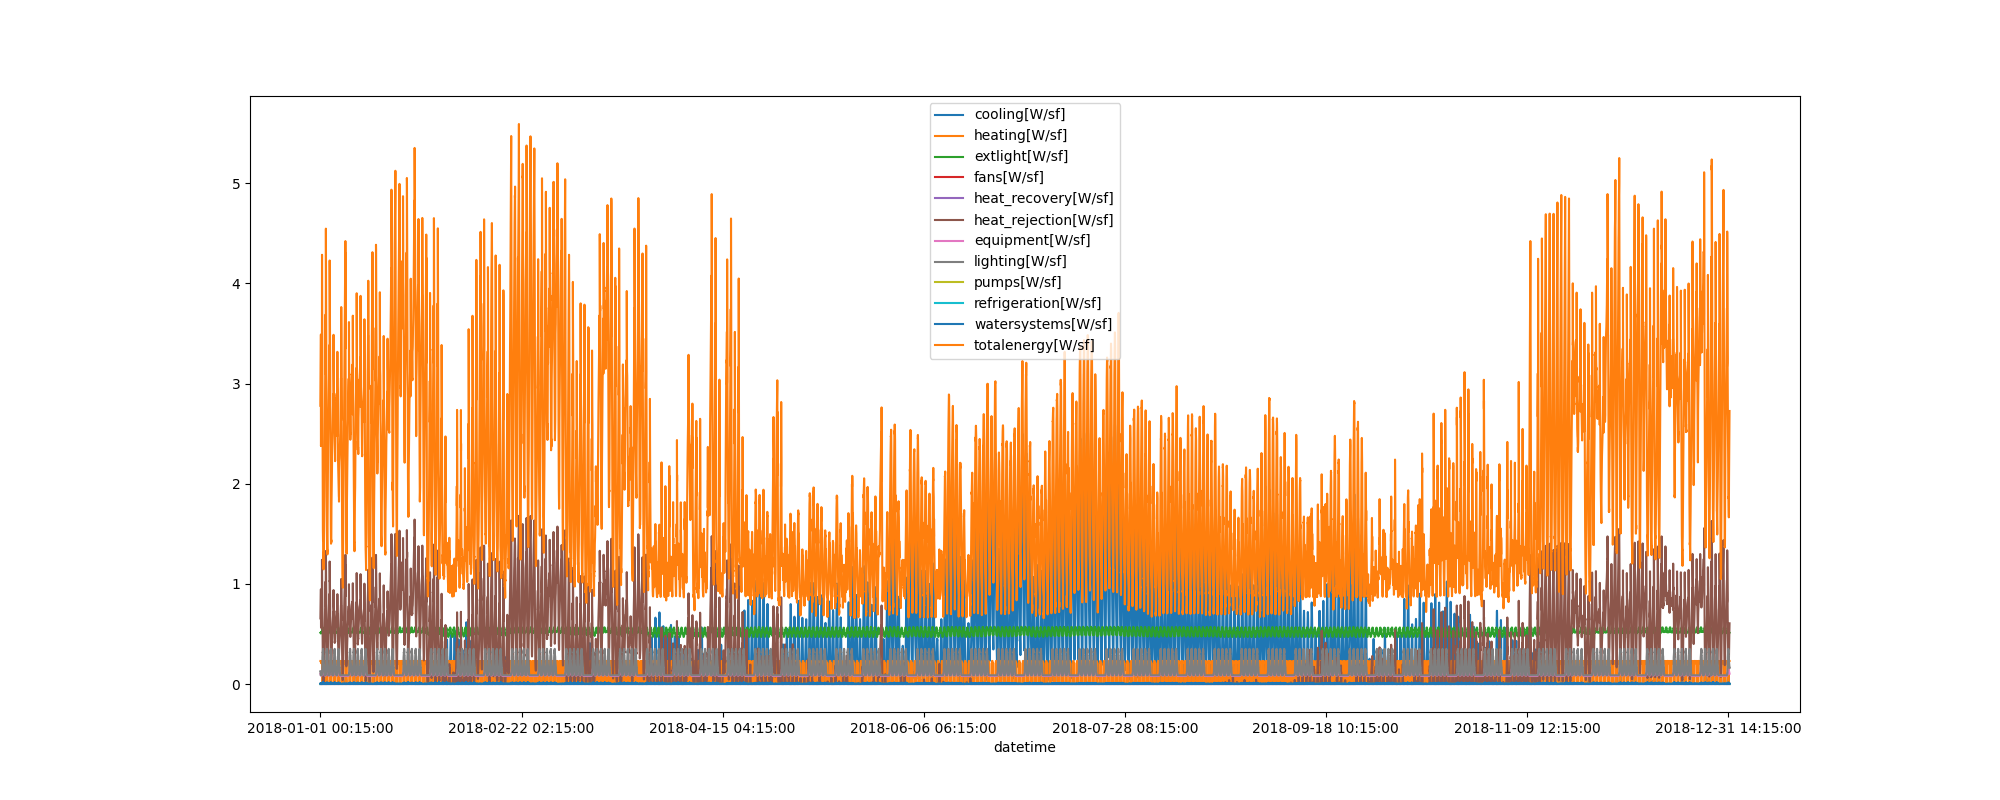 cooling[W/sf]
heating[W/sf]
extlight[W/sf]
fans[W/sf]
heat_recovery[W/sf]
heat_rejection[W/sf]
equipment[W/sf]
lighting[W/sf]
pumps[W/sf]
refrigeration[W/sf]
watersystems[W/sf]
totalenergy[W/sf]
5
4
3
2
1
0
2018-01-01 00:15:00 2018-02-22 02:15:00 2018-04-15 04:15:00 2018-06-06 06:15:00 2018-07-28 08:15:00 2018-09-18 10:15:00 2018-11-09 12:15:00 2018-12-31 14:15:00
datetime